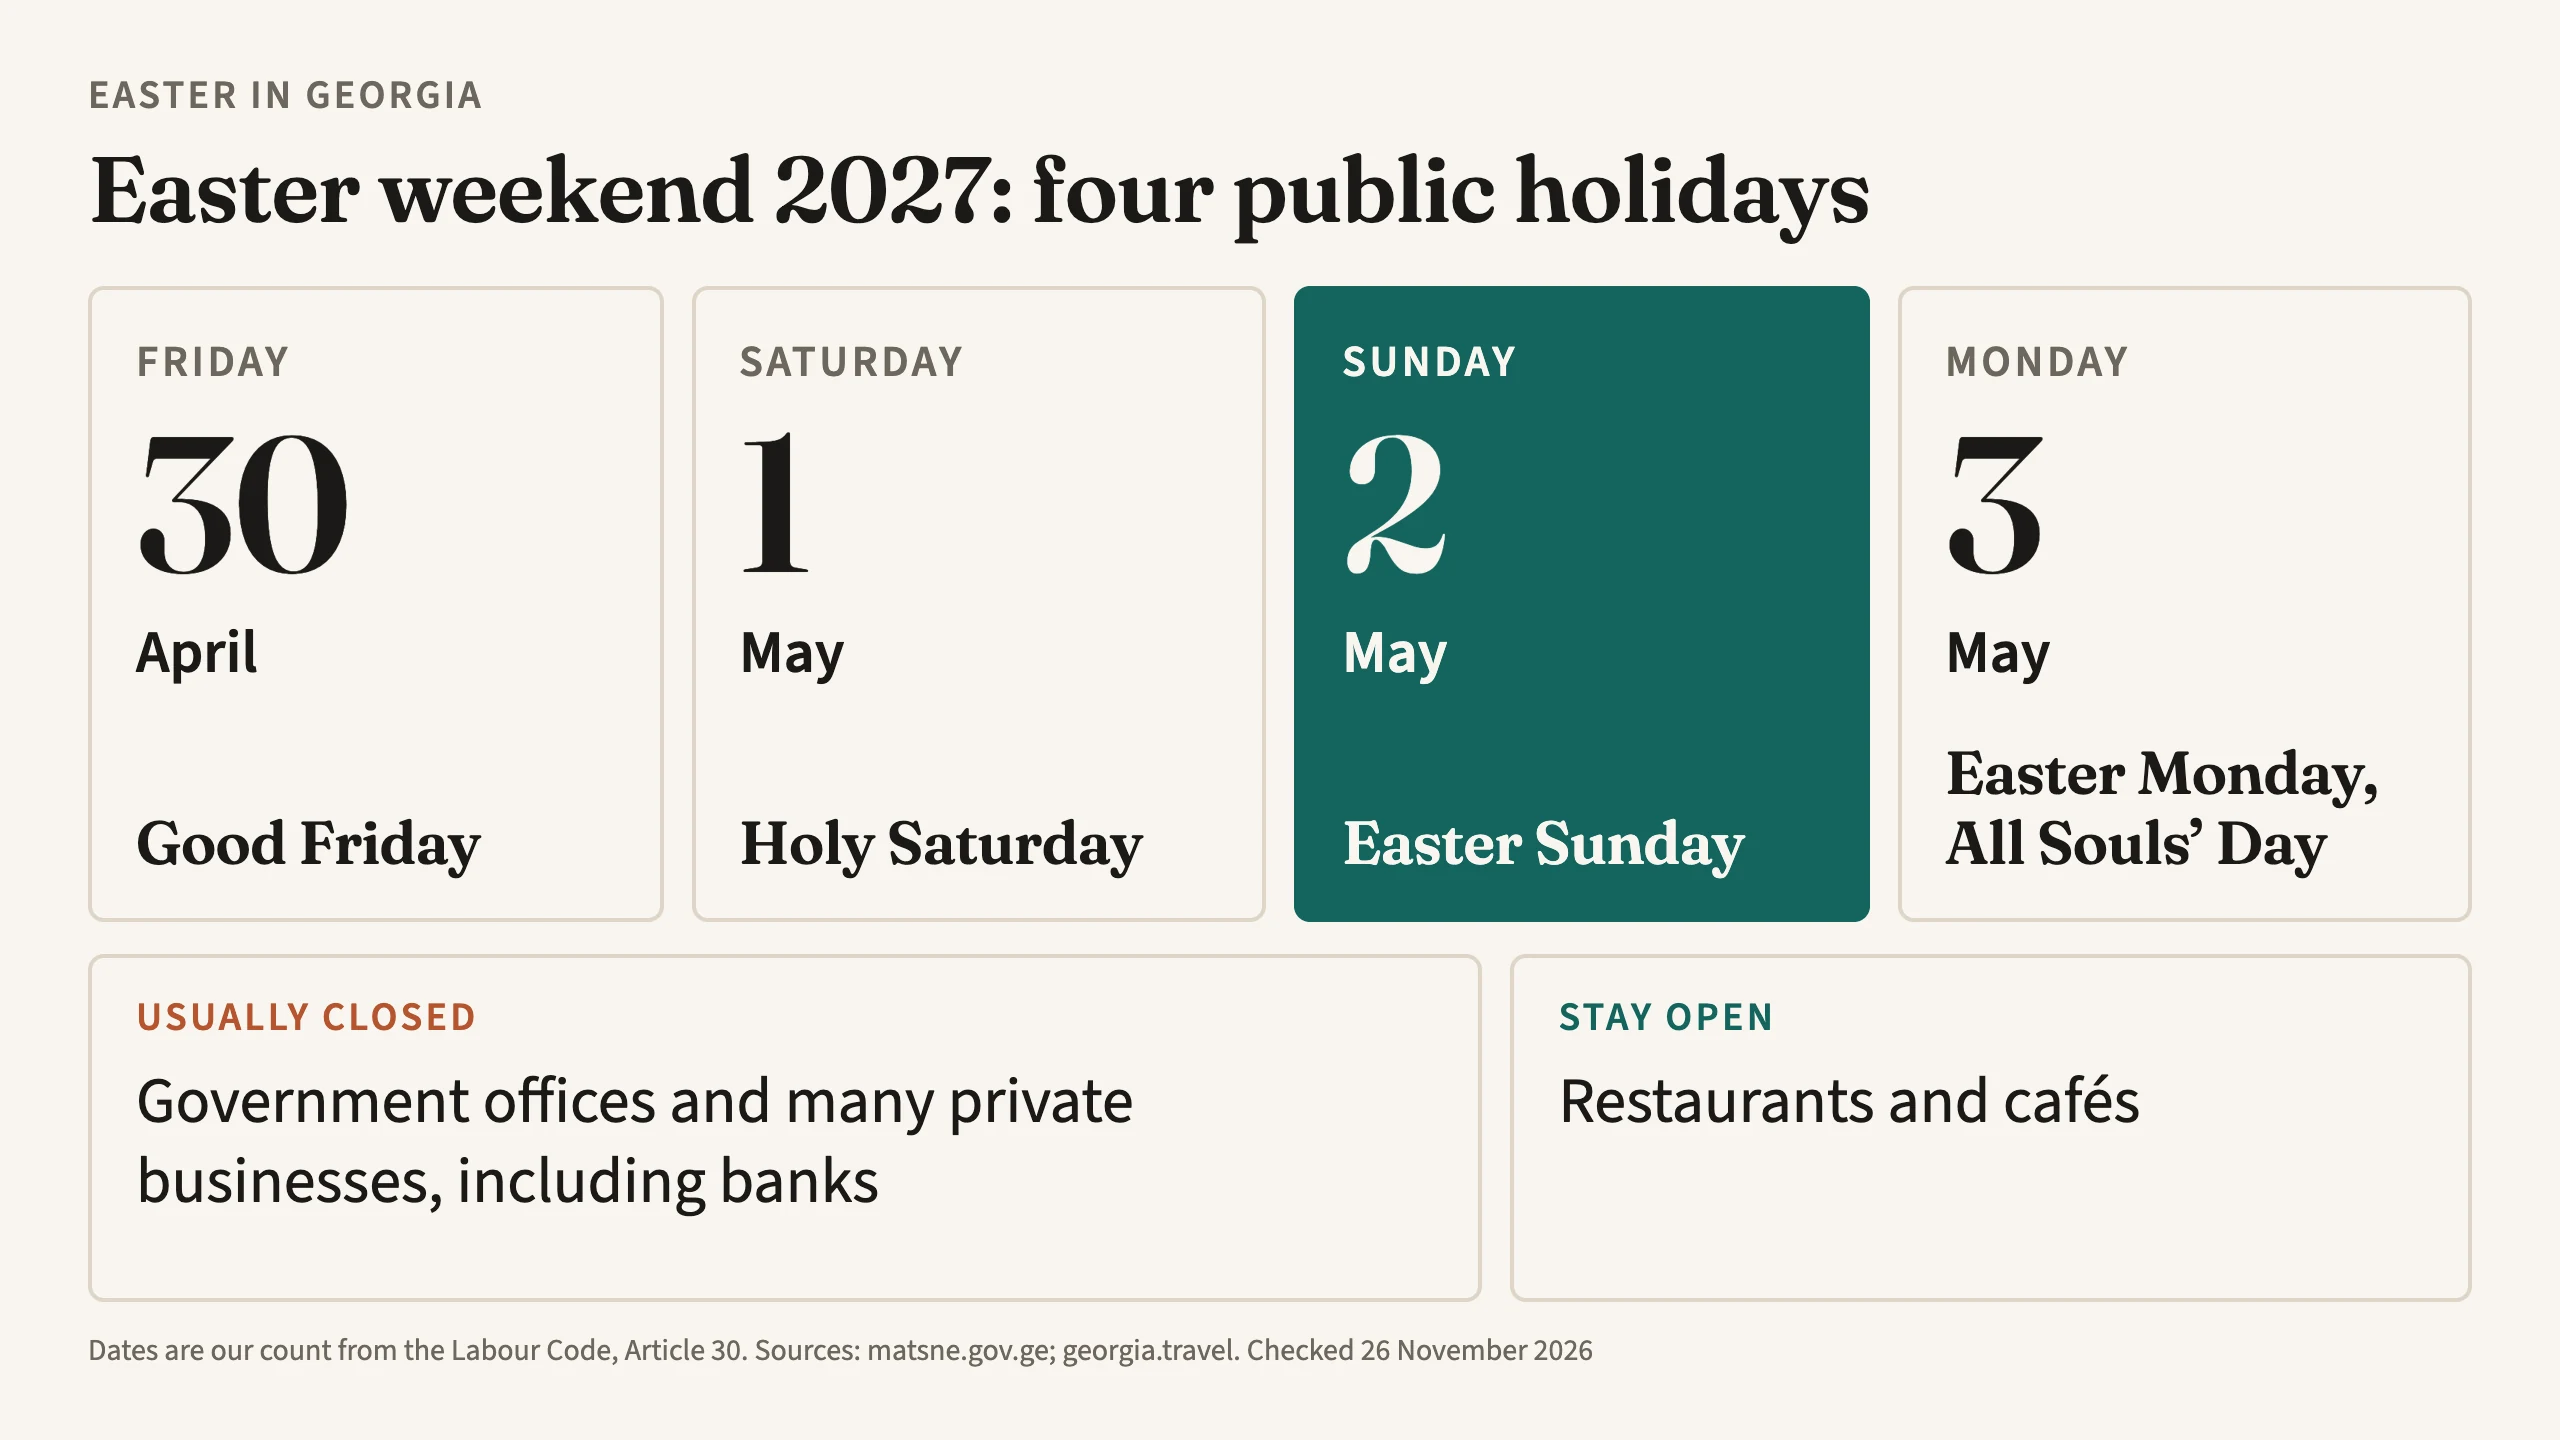 EASTER IN GEORGIA
Easter weekend 2027: four public holidays
FRIDAY
30
April
Good Friday
SATURDAY
1
May
Holy Saturday
SUNDAY
2
May
Easter Sunday
MONDAY
3
May
Easter Monday,
All Souls’ Day
USUALLY CLOSED
Government offices and many private
businesses, including banks
STAY OPEN
Restaurants and cafés
Dates are our count from the Labour Code, Article 30. Sources: matsne.gov.ge; georgia.travel. Checked 26 November 2026